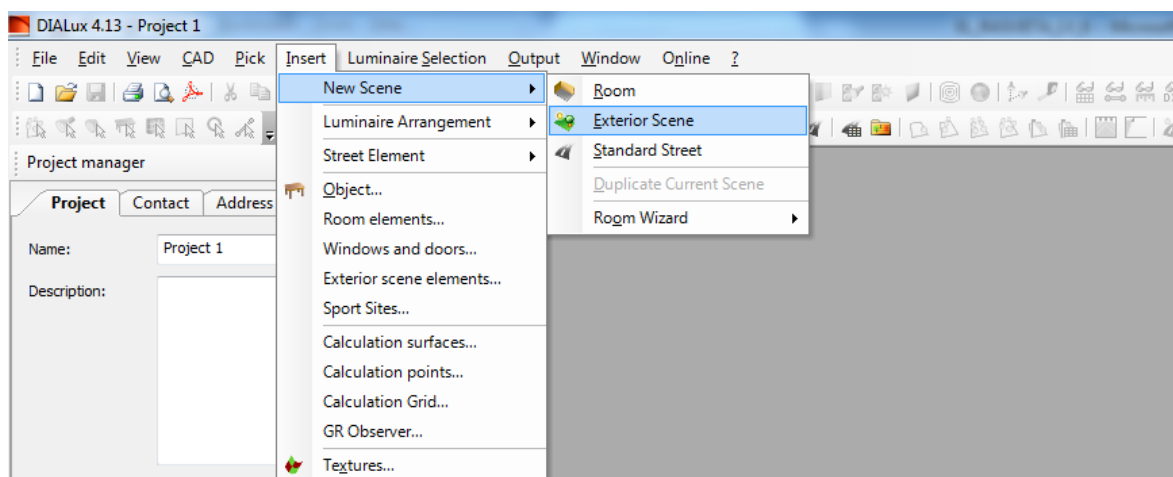 DIALux 4.13 - Project 1
File Edit View CAD Pick Insert Luminaire Selection Output Window Online ?
New Scene
Luminaire Arrangement
Street Element
Object...
Room elements...
Windows and doors...
Exterior scene elements...
Sport Sites...
Calculation surfaces...
Calculation points...
Calculation Grid...
GR Observer...
Textures...
Room
Exterior Scene
Standard Street
Duplicate Current Scene
Room Wizard
Project manager
Project Contact Address
Name: Project 1
Description: